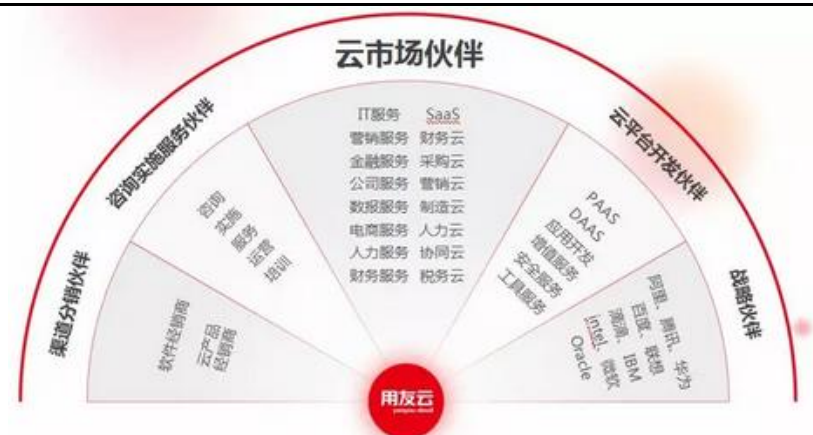 云市场伙伴
咨询实施服务伙伴
云平台开发伙伴
渠道分销伙伴
战略伙伴
IT服务 SaaS
营销服务 财务云
金融服务 采购云
公司服务 营销云
数报服务 制造云
电商服务 人力云
人力服务 协同云
财务服务 税务云
咨询
实施
服务
运营
培训
PAAS
DAAS
应用开发
增值服务
安全服务
工具服务
软件经销商
云产品
经销商
阿里、腾讯、华为
百度、联想
滴滴、IBM
intel、微软
Oracle
用友云
yonyou cloud